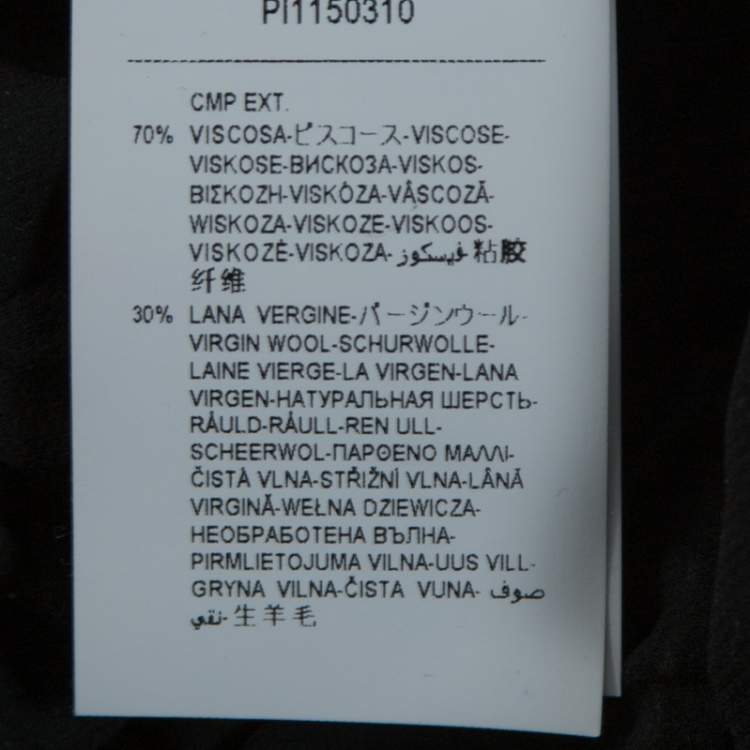 PI1150310
CMP EXT.
70% VISCOSA-ビスコース-VISCOSE-
VISKOSE-ВИСКОЗА-VISKOS-
ΒΙΣΚΟΖΗ-VISKÓZA-VÂSCOZĂ-
WISKOZA-VISKOZE-VISKOOS-
VISKOZĖ-VISKOZA-فيسكوز 粘胶
纤维
30% LANA VERGINE-バージンウール-
VIRGIN WOOL-SCHURWOLLE-
LAINE VIERGE-LA VIRGEN-LANA
VIRGEN-НАТУРАЛЬНАЯ ШЕРСТЬ-
RÅULD-RÅULL-REN ULL-
SCHEERWOL-ΠΑΡΘΕΝΟ ΜΑΛΛΙ-
ČISTÁ VLNA-STŘIŽNÍ VLNA-LÂNĂ
VIRGINĂ-WEŁNA DZIEWICZA-
НЕОБРАБОТЕНА ВЪЛНА-
PIRMLIETOJUMA VILNA-UUS VILL-
GRYNA VILNA-ČISTA VUNA- صوف
نقي-生羊毛